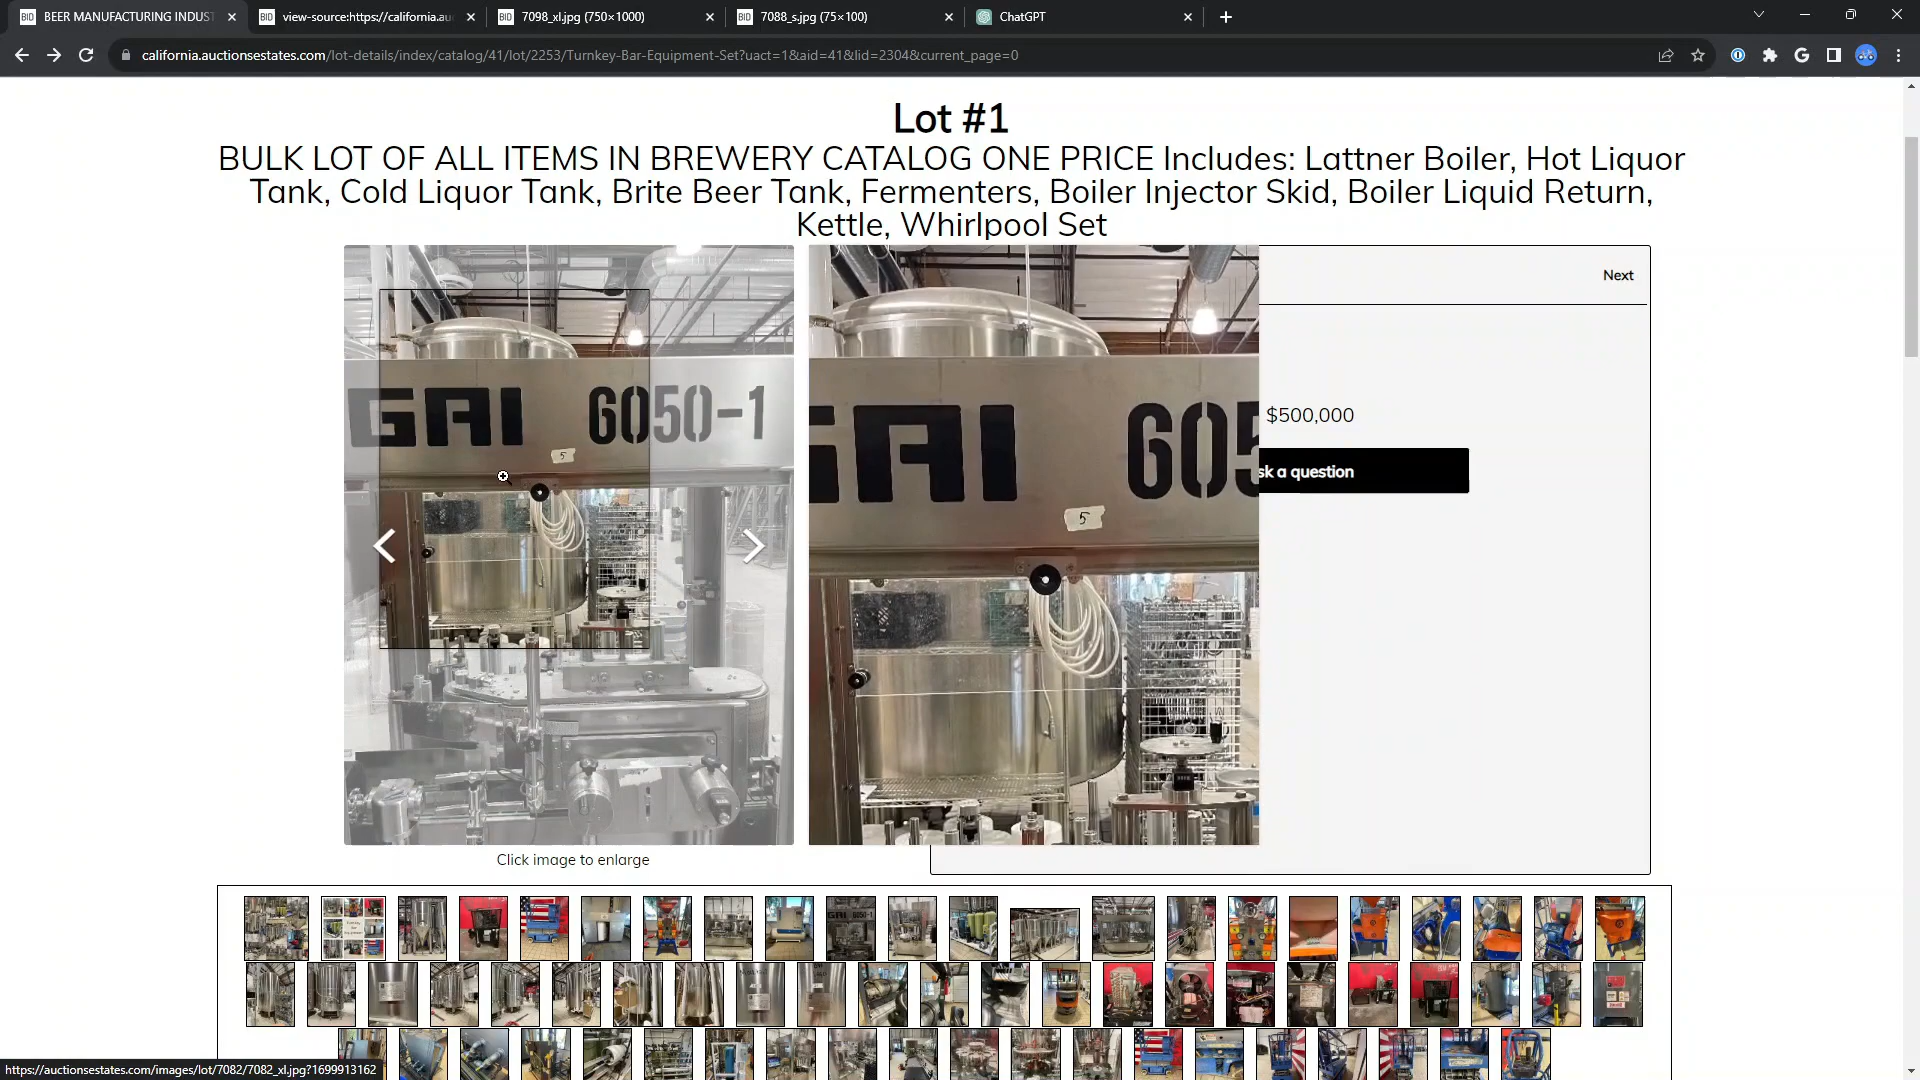 BEER MANUFACTURING INDUST
view-source:https://california.au
7098_xl.jpg (750×1000)
7088_s.jpg (75×100)
ChatGPT
california.auctionsestates.com/lot-details/index/catalog/41/lot/2253/Turnkey-Bar-Equipment-Set?uact=1&aid=41&lid=2304&current_page=0
Lot #1
BULK LOT OF ALL ITEMS IN BREWERY CATALOG ONE PRICE Includes: Lattner Boiler, Hot Liquor
Tank, Cold Liquor Tank, Brite Beer Tank, Fermenters, Boiler Injector Skid, Boiler Liquid Return,
Kettle, Whirlpool Set
GAI 6050-1
5
GAI 605
5
Next
$500,000
sk a question
Click image to enlarge
https://auctionsestates.com/images/lot/7082/7082_xl.jpg?1699913162